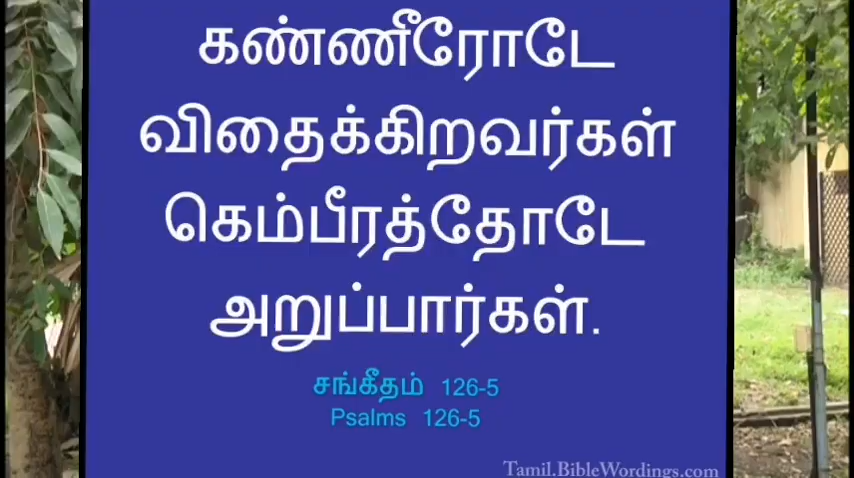 கண்ணீரோடே
விதைக்கிறவர்கள்
கெம்பீரத்தோடே
அறுப்பார்கள்.
சங்கீதம் 126-5
Psalms 126-5
Tamil.BibleWordings.com